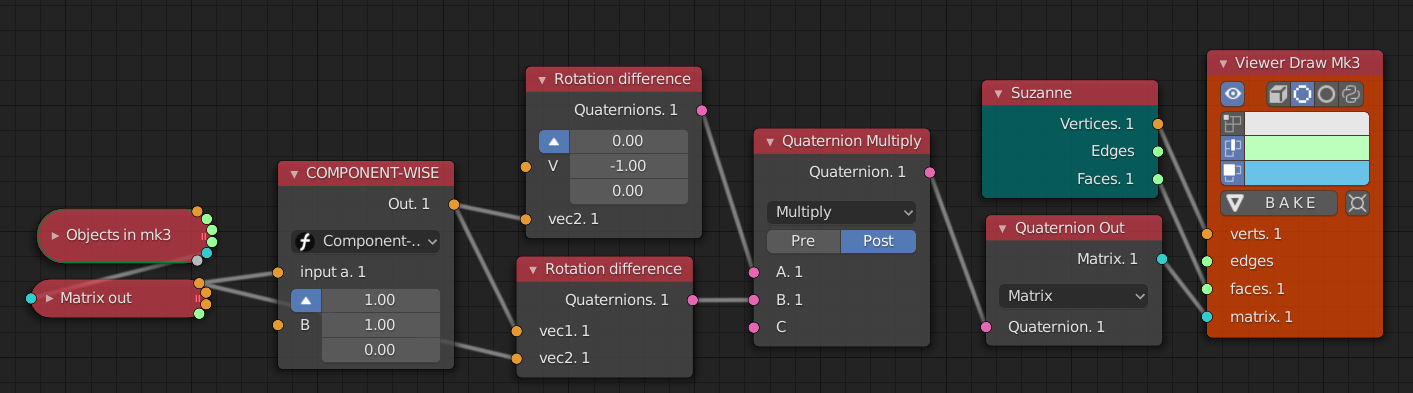 Objects in mk3
Matrix out
COMPONENT-WISE
Out. 1
Component-..
input a. 1
1.00
B
1.00
0.00
Rotation difference
Quaternions. 1
0.00
V
-1.00
0.00
vec2. 1
Rotation difference
Quaternions. 1
vec1. 1
vec2. 1
Quaternion Multiply
Quaternion. 1
Multiply
Pre
Post
A. 1
B. 1
C
Suzanne
Vertices. 1
Edges
Faces. 1
Quaternion Out
Matrix. 1
Matrix
Quaternion. 1
Viewer Draw Mk3
BAKE
verts. 1
edges
faces. 1
matrix. 1